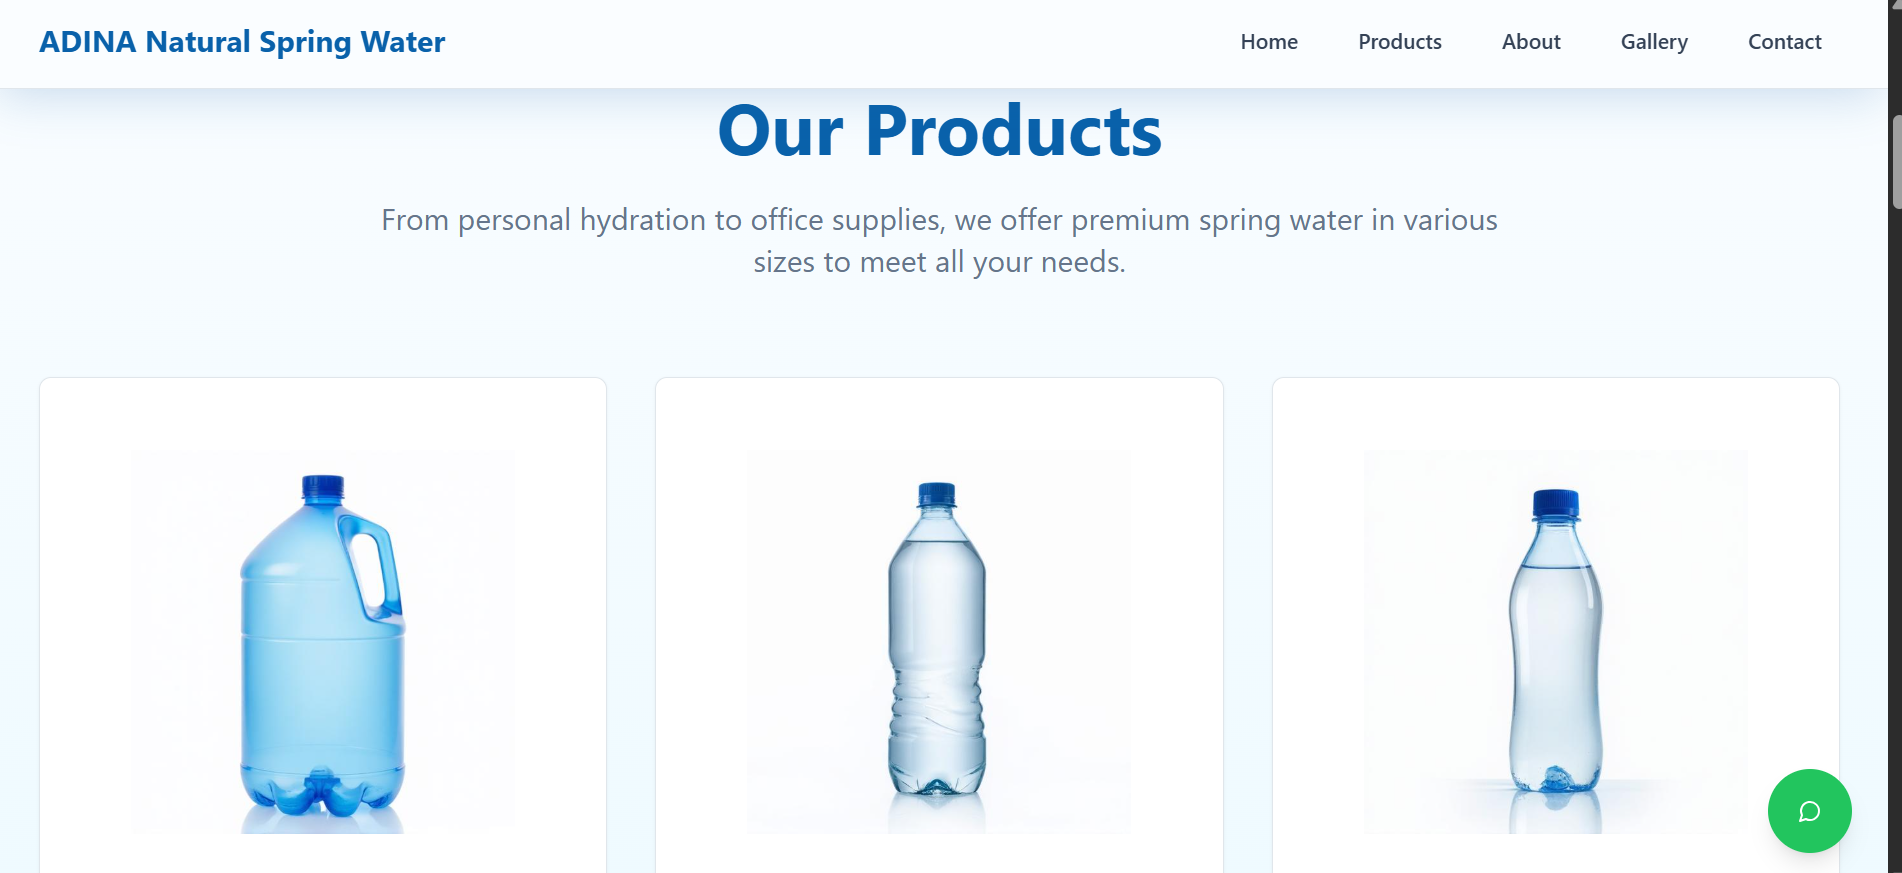 ADINA Natural Spring Water
Home
Products
About
Gallery
Contact
Our Products
From personal hydration to office supplies, we offer premium spring water in various
sizes to meet all your needs.